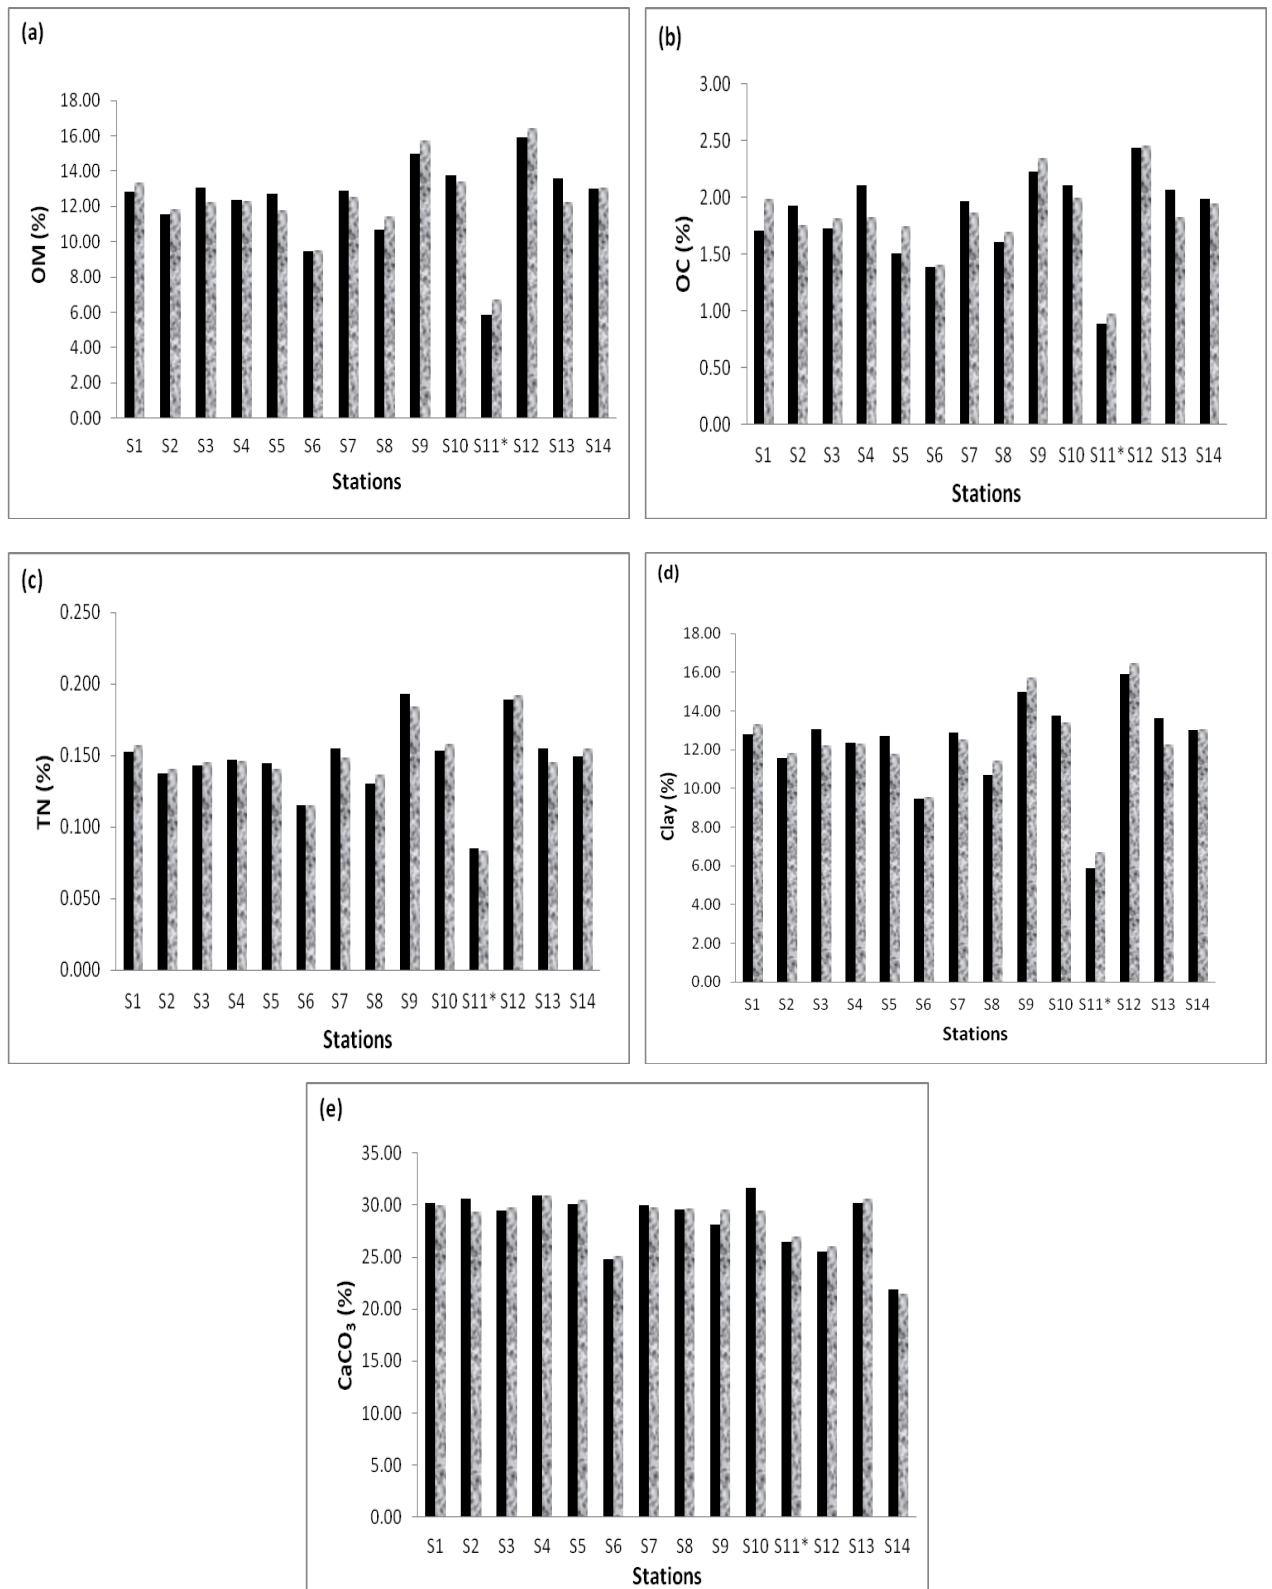 (a)
18.00
16.00
14.00
12.00
10.00
8.00
6.00
4.00
2.00
0.00
OM (%)
S1 S2 S3 S4 S5 S6 S7 S8 S9 S10 S11* S12 S13 S14
Stations
(b)
3.00
2.50
2.00
1.50
1.00
0.50
0.00
OC (%)
S1 S2 S3 S4 S5 S6 S7 S8 S9 S10 S11* S12 S13 S14
Stations
(c)
0.250
0.200
0.150
0.100
0.050
0.000
TN (%)
S1 S2 S3 S4 S5 S6 S7 S8 S9 S10 S11* S12 S13 S14
Stations
(d)
18.00
16.00
14.00
12.00
10.00
8.00
6.00
4.00
2.00
0.00
Clay (%)
S1 S2 S3 S4 S5 S6 S7 S8 S9 S10 S11* S12 S13 S14
Stations
(e)
35.00
30.00
25.00
20.00
15.00
10.00
5.00
0.00
CaCO₃ (%)
S1 S2 S3 S4 S5 S6 S7 S8 S9 S10 S11* S12 S13 S14
Stations